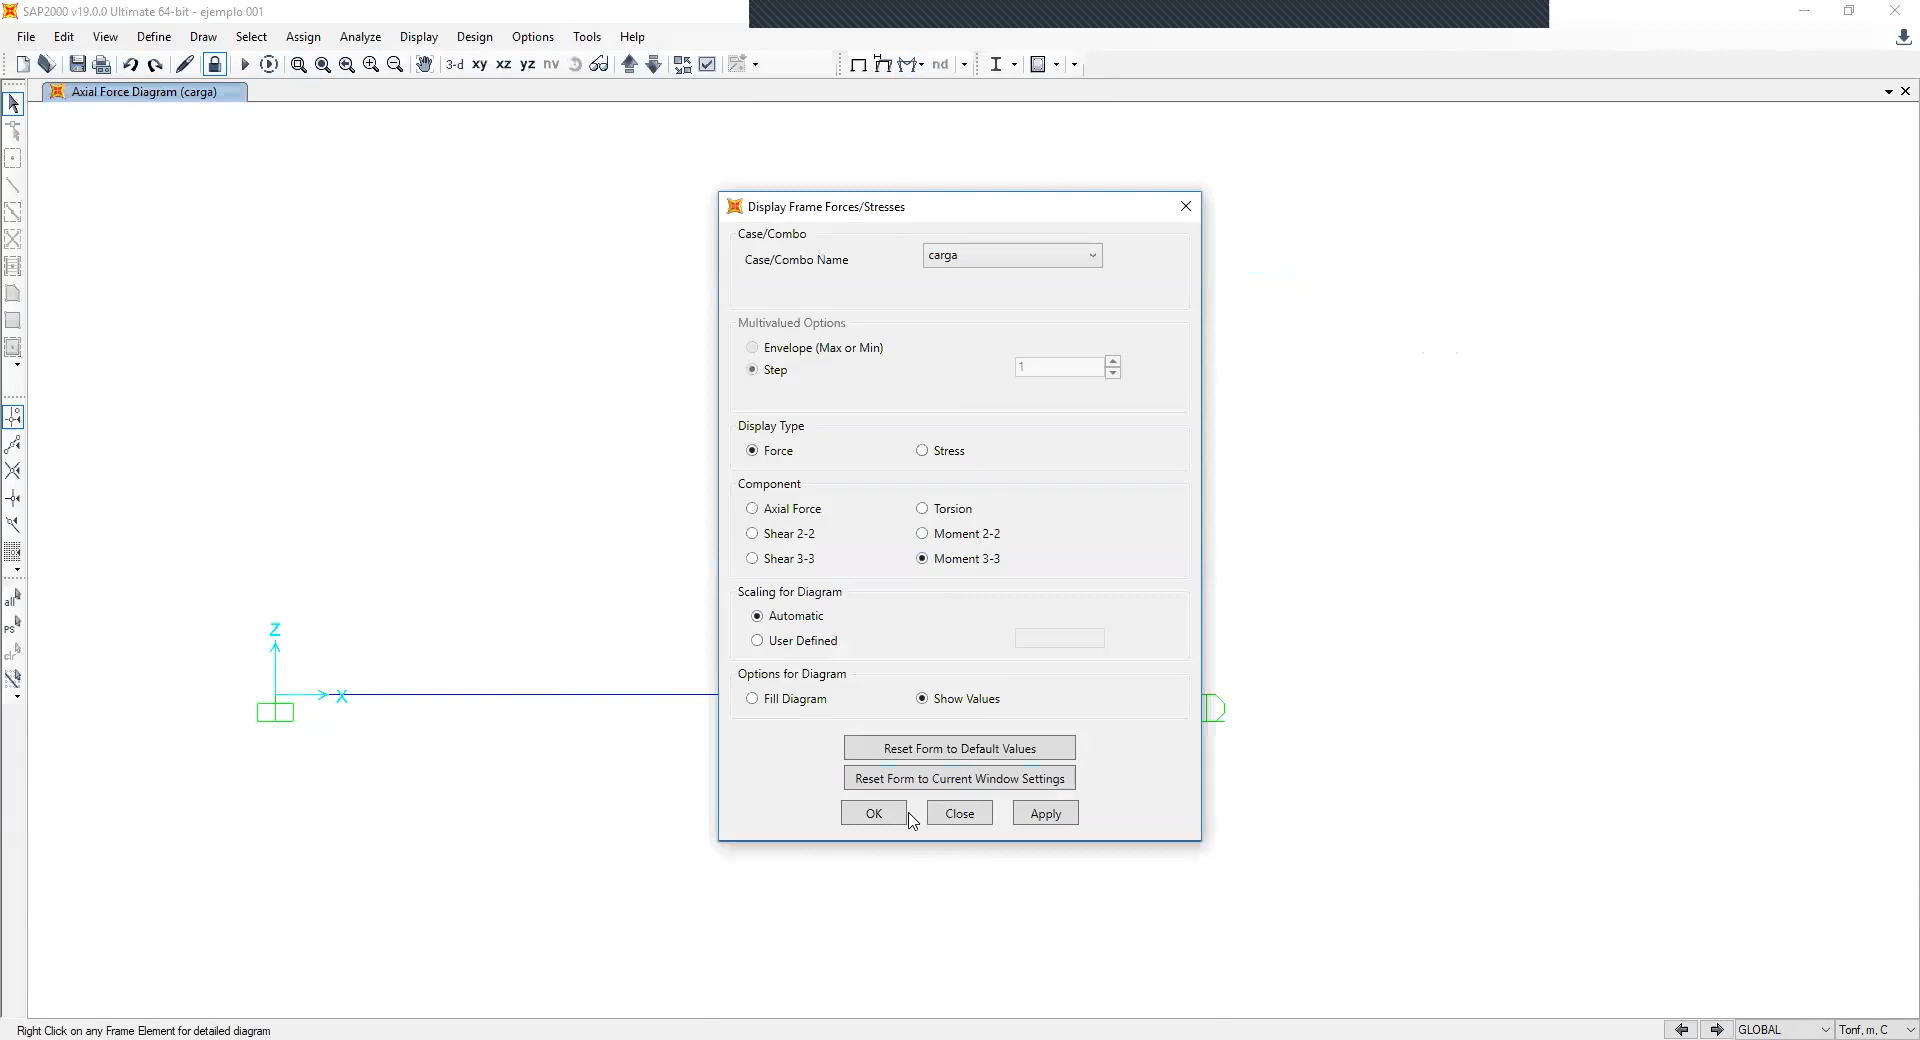 SAP2000 v19.0.0 Ultimate 64-bit - ejemplo 001
File Edit View Define Draw Select Assign Analyze Display Design Options Tools Help
3-d xy xz yz nv nd
Axial Force Diagram (carga)
Display Frame Forces/Stresses
Case/Combo
Case/Combo Name carga
Multivalued Options
Envelope (Max or Min)
Step 1
Display Type
Force Stress
Component
Axial Force Torsion
Shear 2-2 Moment 2-2
Shear 3-3 Moment 3-3
Scaling for Diagram
Automatic
User Defined
Options for Diagram
Fill Diagram Show Values
Reset Form to Default Values
Reset Form to Current Window Settings
OK Close Apply
all
PS
clr
Z
X
Right Click on any Frame Element for detailed diagram
GLOBAL Tonf, m, C